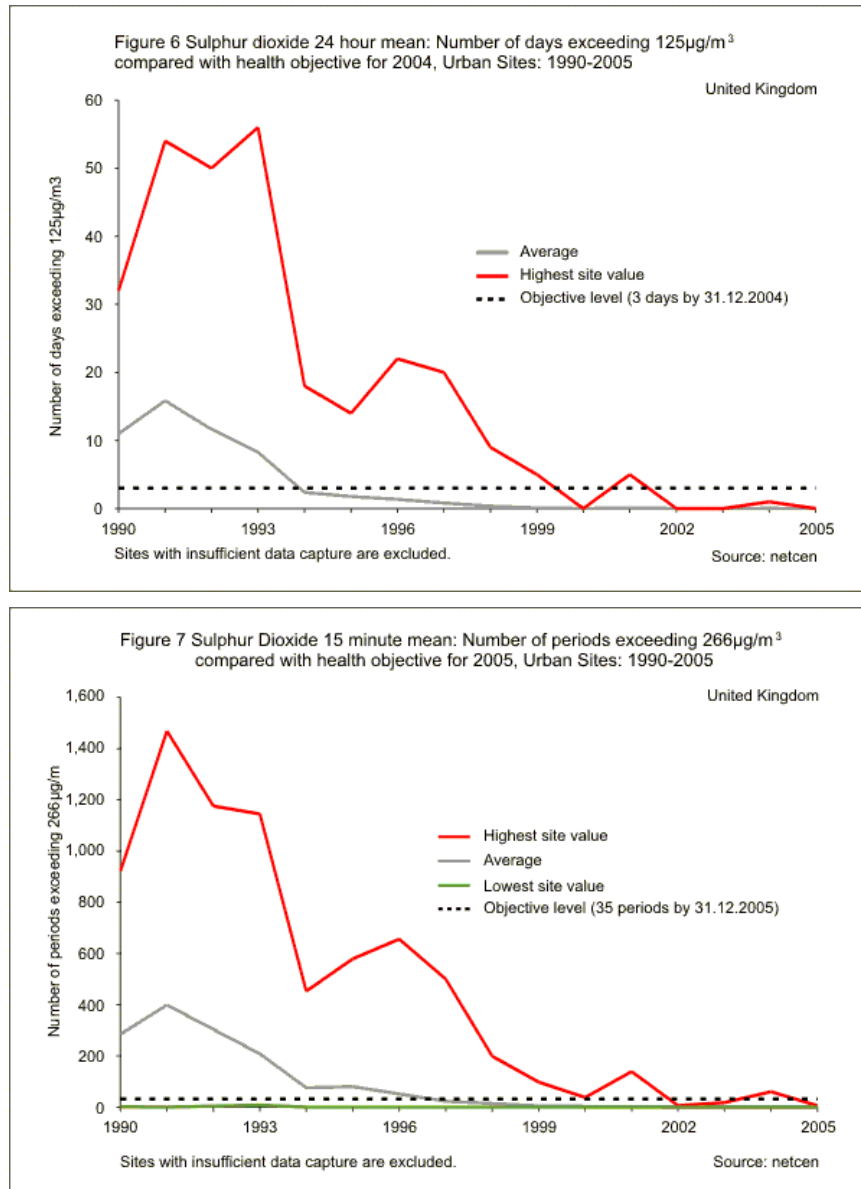 Figure 6 Sulphur dioxide 24 hour mean: Number of days exceeding 125µg/m³
compared with health objective for 2004, Urban Sites: 1990-2005
United Kingdom
Number of days exceeding 125µg/m3
60
50
40
30
20
10
0
Average
Highest site value
Objective level (3 days by 31.12.2004)
1990 1993 1996 1999 2002 2005
Sites with insufficient data capture are excluded.
Source: netcen
Figure 7 Sulphur Dioxide 15 minute mean: Number of periods exceeding 266µg/m³
compared with health objective for 2005, Urban Sites: 1990-2005
United Kingdom
Number of periods exceeding 266µg/m
1,600
1,400
1,200
1,000
800
600
400
200
0
Highest site value
Average
Lowest site value
Objective level (35 periods by 31.12.2005)
1990 1993 1996 1999 2002 2005
Sites with insufficient data capture are excluded.
Source: netcen